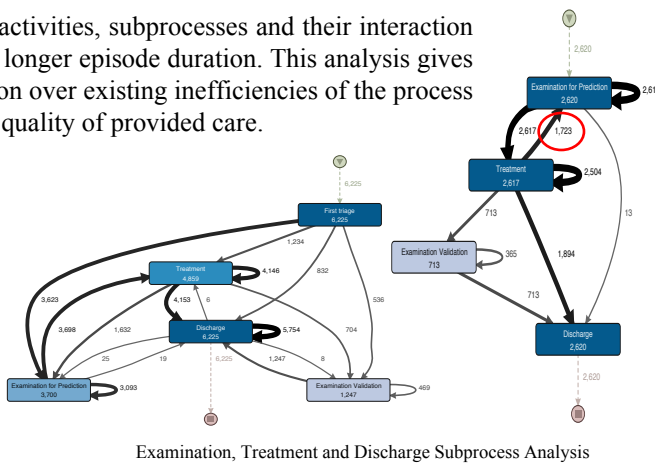 activities, subprocesses and their interaction
longer episode duration. This analysis gives
on over existing inefficiencies of the process
quality of provided care.
2,620
Examination for Prediction
2,620
2,617
1,723
Treatment
2,617
2,504
713
13
Examination Validation
713
365
1,894
713
Discharge
2,620
2,620
6,225
First triage
6,225
1,234
Treatment
4,859
4,146
832
3,623
4,153
6
536
3,698
1,632
Discharge
6,225
5,754
704
25
19
6,225
1,247
8
Examination for Prediction
3,700
3,093
Examination Validation
1,247
469
Examination, Treatment and Discharge Subprocess Analysis